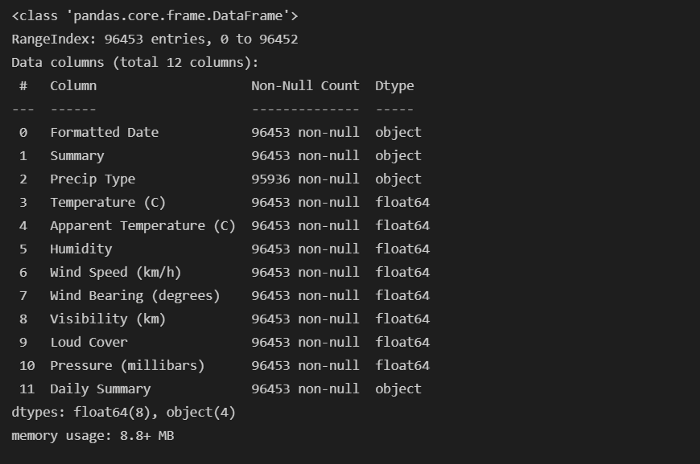 <class 'pandas.core.frame.DataFrame'>
RangeIndex: 96453 entries, 0 to 96452
Data columns (total 12 columns):
 #   Column                    Non-Null Count  Dtype
---  ------                    --------------  -----
 0   Formatted Date            96453 non-null  object
 1   Summary                   96453 non-null  object
 2   Precip Type               95936 non-null  object
 3   Temperature (C)           96453 non-null  float64
 4   Apparent Temperature (C)  96453 non-null  float64
 5   Humidity                  96453 non-null  float64
 6   Wind Speed (km/h)         96453 non-null  float64
 7   Wind Bearing (degrees)    96453 non-null  float64
 8   Visibility (km)           96453 non-null  float64
 9   Loud Cover                96453 non-null  float64
 10  Pressure (millibars)      96453 non-null  float64
 11  Daily Summary             96453 non-null  object
dtypes: float64(8), object(4)
memory usage: 8.8+ MB